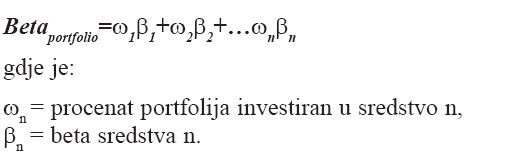 Beta_portfolio=ω₁β₁+ω₂β₂+…ωₙβₙ
gdje je:
ωₙ = procenat portfolija investiran u sredstvo n,
βₙ = beta sredstva n.